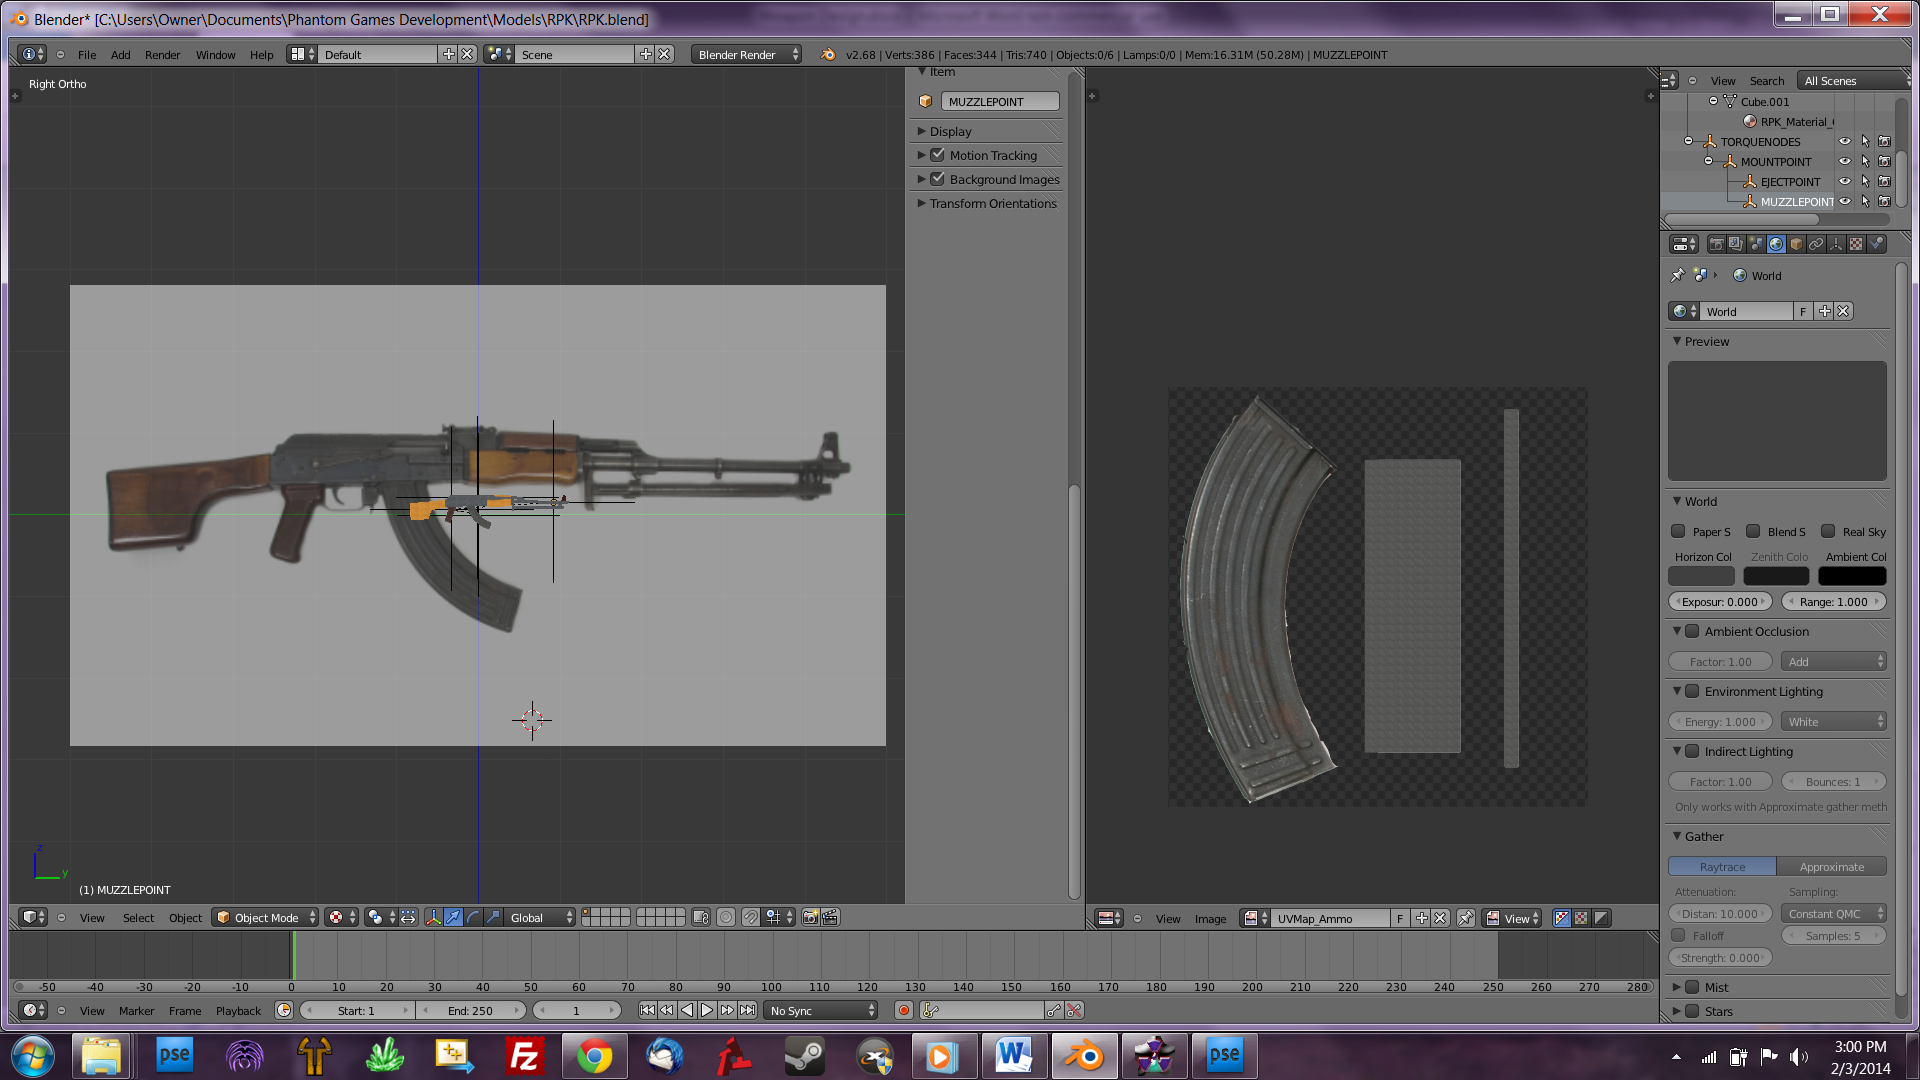 Blender* [C:\Users\Owner\Documents\Phantom Games Development\Models\RPK\RPK.blend]
File Add Render Window Help Default Scene Blender Render v2.68 | Verts:386 | Faces:344 | Tris:740 | Objects:0/6 | Lamps:0/0 | Mem:16.31M (50.28M) | MUZZLEPOINT
Right Ortho
Item
MUZZLEPOINT
Display
Motion Tracking
Background Images
Transform Orientations
View Search All Scenes
Cube.001
RPK_Material_
TORQUENODES
MOUNTPOINT
EJECTPOINT
MUZZLEPOINT
World
World F
Preview
World
Paper S Blend S Real Sky
Horizon Col Zenith Colo Ambient Col
Exposur: 0.000 Range: 1.000
Ambient Occlusion
Factor: 1.00 Add
Environment Lighting
Energy: 1.000 White
Indirect Lighting
Factor: 1.00 Bounces: 1
Only works with Approximate gather meth
Gather
Raytrace Approximate
Attenuation: Sampling:
Distan: 10.000 Constant QMC
Falloff Samples: 5
Strength: 0.000
Mist
Stars
z
y
(1) MUZZLEPOINT
View Select Object Object Mode Global
View Image UVMap_Ammo F View
-50 -40 -30 -20 -10 0 10 20 30 40 50 60 70 80 90 100 110 120 130 140 150 160 170 180 190 200 210 220 230 240 250 260 270 280
View Marker Frame Playback Start: 1 End: 250 1 No Sync
pse
Fz
W
pse
3:00 PM
2/3/2014